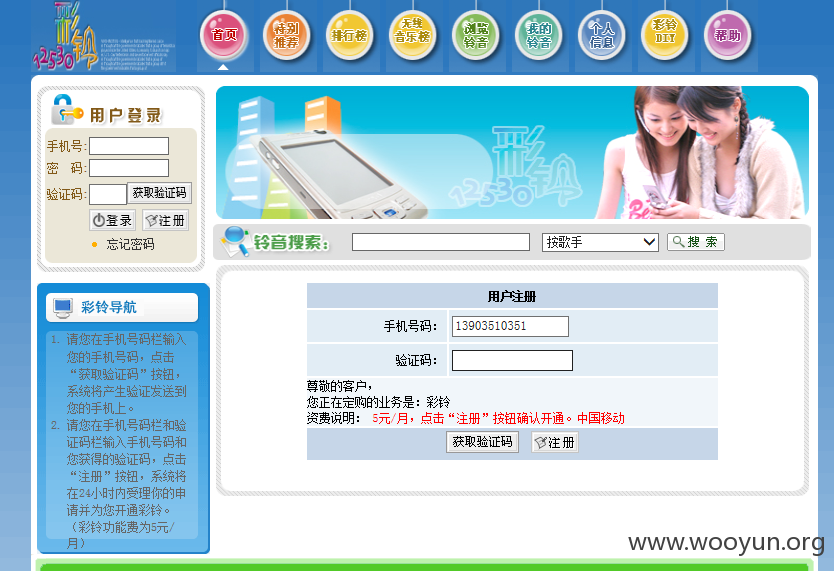 彩铃
12530
首页
特别
推荐
排行榜
无线
音乐榜
浏览
铃音
我的
铃音
个人
信息
彩铃
DIY
帮助
用户登录
手机号:
密 码:
验证码:
获取验证码
登录
注册
忘记密码
彩铃
12530
铃音搜索:
按歌手
搜 索
彩铃导航
1. 请您在手机号码栏输入
您的手机号码，点击
“获取验证码”按钮，
系统将产生验证发送到
您的手机上。
2. 请您在手机号码栏和验
证码栏输入手机号码和
您获得的验证码，点击
“注册”按钮，系统将
在24小时内受理你的申
请并为您开通彩铃。
（彩铃功能费为5元/
月）
用户注册
手机号码:
13903510351
验证码:
尊敬的客户，
您正在定购的业务是: 彩铃
资费说明: 5元/月，点击“注册”按钮确认开通。中国移动
获取验证码
注 册
www.wooyun.org